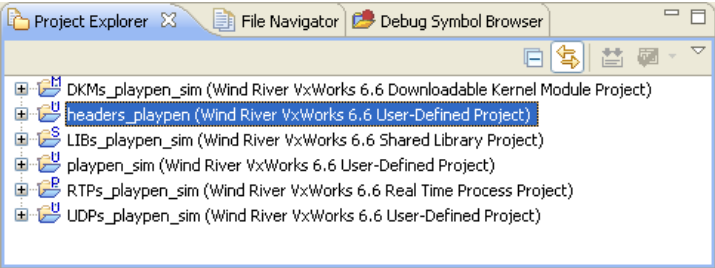 Project Explorer File Navigator Debug Symbol Browser
M DKMs_playpen_sim (Wind River VxWorks 6.6 Downloadable Kernel Module Project)
U headers_playpen (Wind River VxWorks 6.6 User-Defined Project)
S LIBs_playpen_sim (Wind River VxWorks 6.6 Shared Library Project)
U playpen_sim (Wind River VxWorks 6.6 User-Defined Project)
P RTPs_playpen_sim (Wind River VxWorks 6.6 Real Time Process Project)
U UDPs_playpen_sim (Wind River VxWorks 6.6 User-Defined Project)